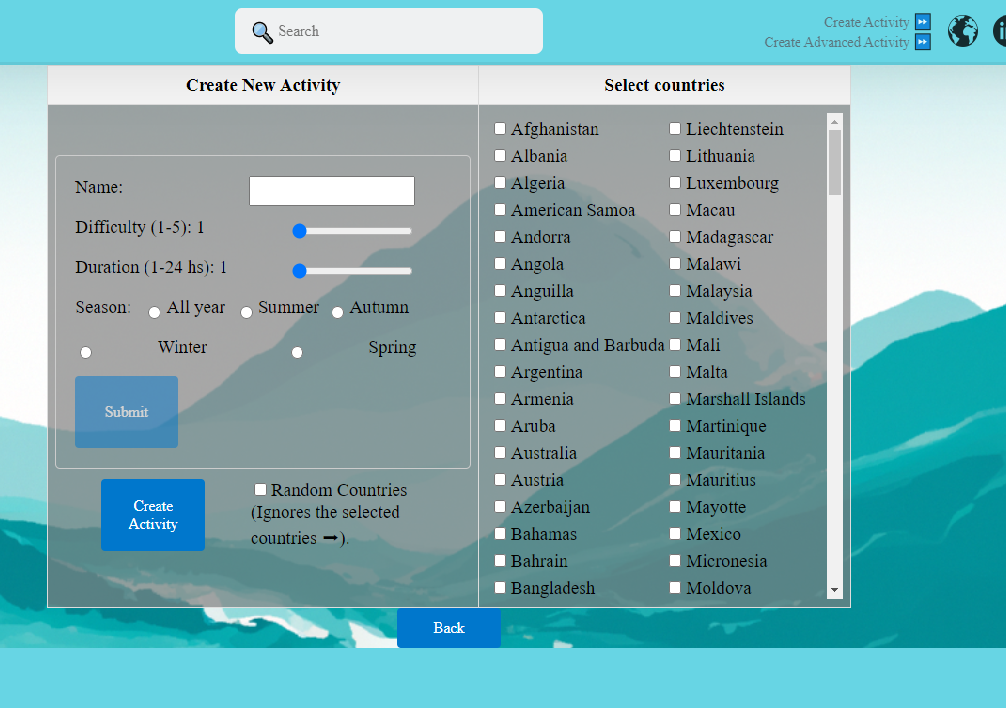 Search
Create Activity
Create Advanced Activity
Create New Activity
Name:
Difficulty (1-5): 1
Duration (1-24 hs): 1
Season: All year Summer Autumn
Winter Spring
Submit
Create
Activity
Random Countries
(Ignores the selected
countries ➡).
Select countries
Afghanistan Liechtenstein
Albania Lithuania
Algeria Luxembourg
American Samoa Macau
Andorra Madagascar
Angola Malawi
Anguilla Malaysia
Antarctica Maldives
Antigua and Barbuda Mali
Argentina Malta
Armenia Marshall Islands
Aruba Martinique
Australia Mauritania
Austria Mauritius
Azerbaijan Mayotte
Bahamas Mexico
Bahrain Micronesia
Bangladesh Moldova
Back